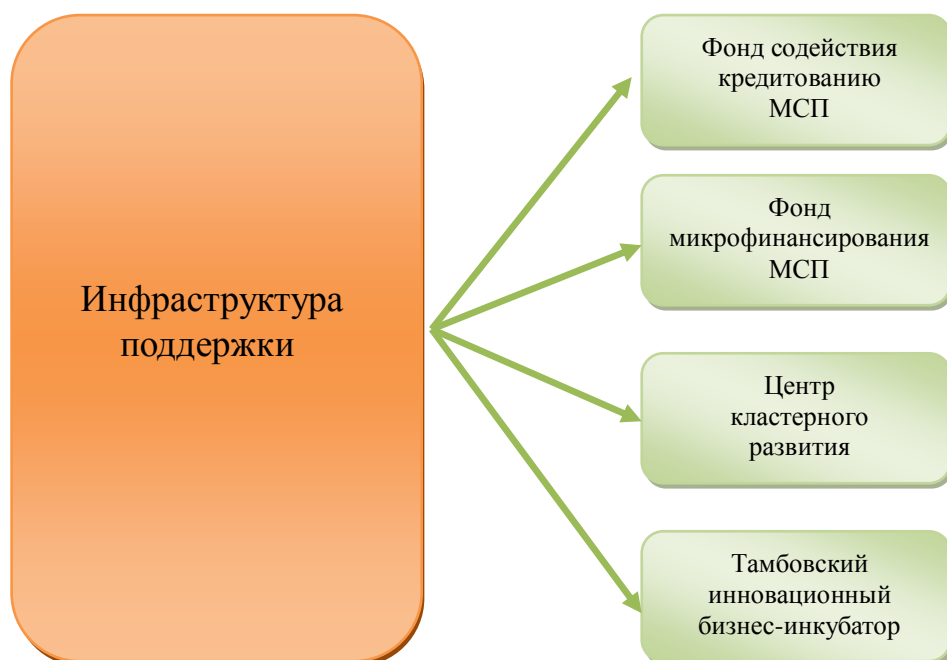 Инфраструктура
поддержки
Фонд содействия
кредитованию
МСП
Фонд
микрофинансирования
МСП
Центр
кластерного
развития
Тамбовский
инновационный
бизнес-инкубатор